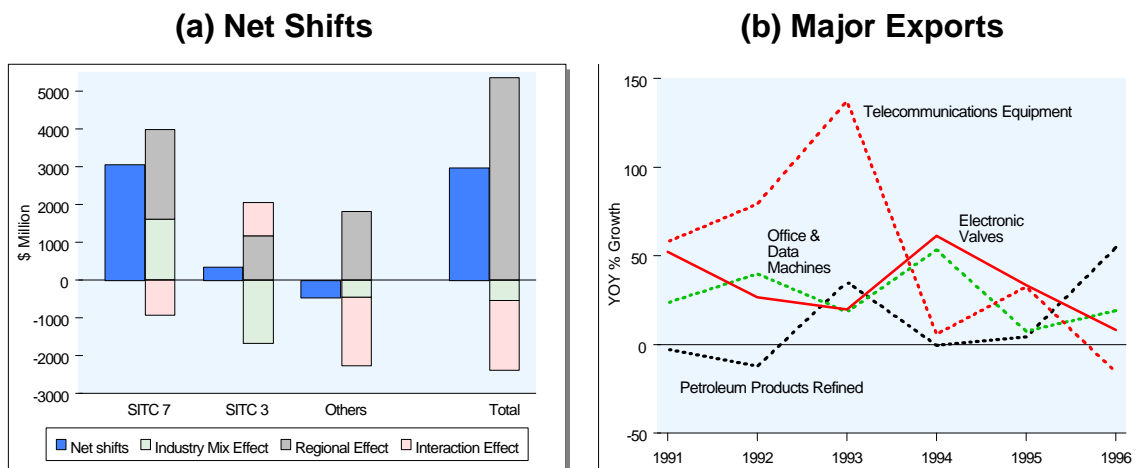 (a) Net Shifts
$ Million
5000
4000
3000
2000
1000
0
-1000
-2000
-3000
SITC 7
SITC 3
Others
Total
Net shifts
Industry Mix Effect
Regional Effect
Interaction Effect
(b) Major Exports
YOY % Growth
150
100
50
0
-50
Telecommunications Equipment
Office &
Data
Machines
Electronic
Valves
Petroleum Products Refined
1991
1992
1993
1994
1995
1996